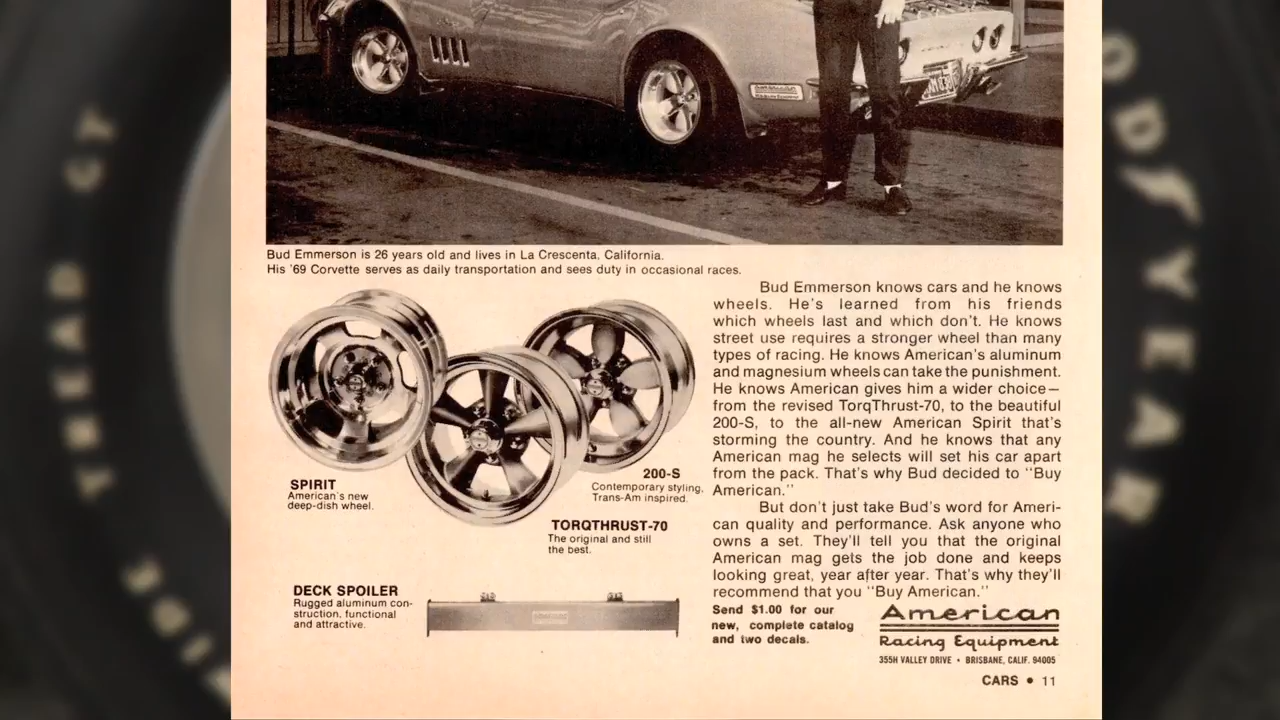 Bud Emmerson is 26 years old and lives in La Crescenta, California.
His '69 Corvette serves as daily transportation and sees duty in occasional races.
Bud Emmerson knows cars and he knows
wheels. He's learned from his friends
which wheels last and which don't. He knows
street use requires a stronger wheel than many
types of racing. He knows American's aluminum
and magnesium wheels can take the punishment.
He knows American gives him a wider choice—
from the revised TorqThrust-70, to the beautiful
200-S, to the all-new American Spirit that's
storming the country. And he knows that any
American mag he selects will set his car apart
from the pack. That's why Bud decided to "Buy
American."
But don't just take Bud's word for Ameri-
can quality and performance. Ask anyone who
owns a set. They'll tell you that the original
American mag gets the job done and keeps
looking great, year after year. That's why they'll
recommend that you "Buy American."
SPIRIT
American's new
deep-dish wheel.
200-S
Contemporary styling,
Trans-Am inspired.
TORQTHRUST-70
The original and still
the best.
DECK SPOILER
Rugged aluminum con-
struction, functional
and attractive.
Send $1.00 for our
new, complete catalog
and two decals.
American
Racing Equipment
355H VALLEY DRIVE • BRISBANE, CALIF. 94005
CARS • 11
American
THEAD CY
ODYEAR